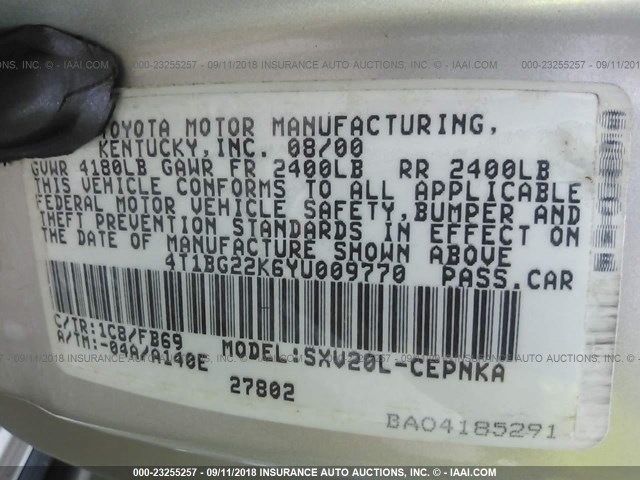 000-23255257 - 09/11/2018 INSURANCE AUTO AUCTIONS, INC. - IAAI.COM
TOYOTA MOTOR MANUFACTURING,
KENTUCKY, INC. 08/00
GVWR 4180LB GAWR FR 2400LB RR 2400LB
THIS VEHICLE CONFORMS TO ALL APPLICABLE
FEDERAL MOTOR VEHICLE SAFETY, BUMPER AND
THEFT PREVENTION STANDARDS IN EFFECT ON
THE DATE OF MANUFACTURE SHOWN ABOVE
4T1BG22K6YU009770 PASS.CAR
C/TR:1C8/FB69
A/TM:-04A/A140E MODEL:SXV20L-CEPNKA
27802
BA04185291
000-23255257 - 09/11/2018 INSURANCE AUTO AUCTIONS, INC. - IAAI.COM